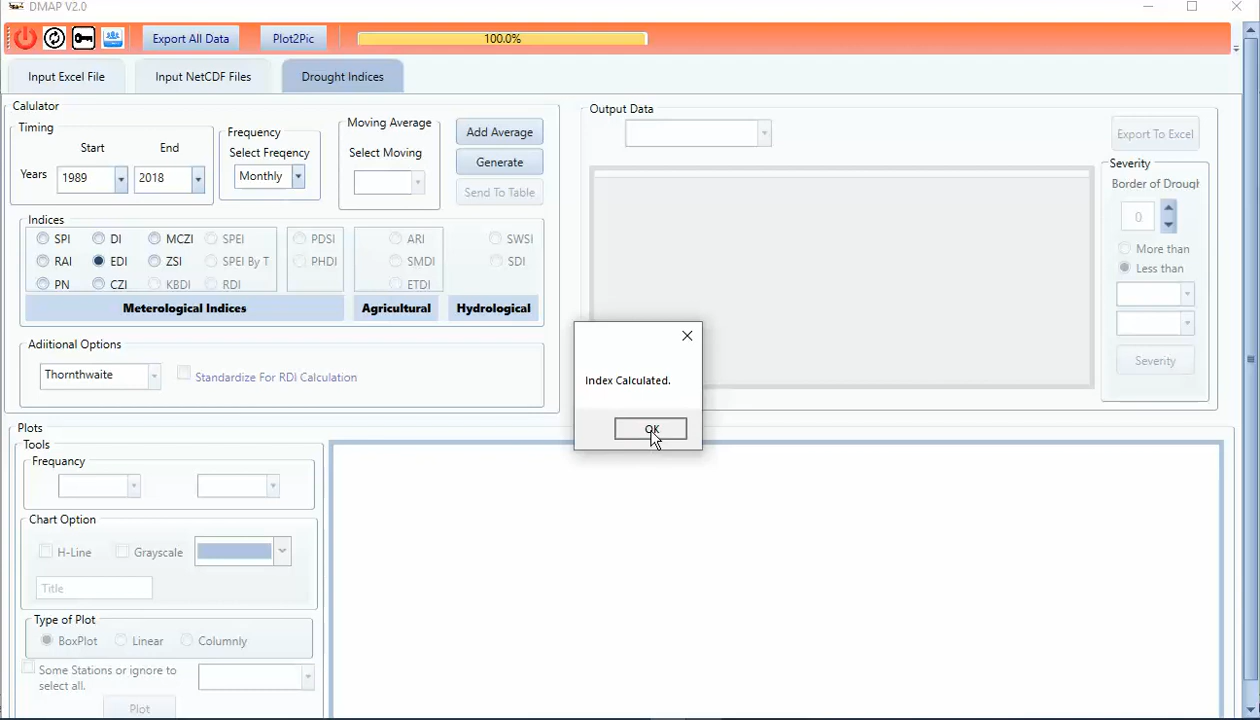 DMAP V2.0
Export All Data
Plot2Pic
100.0%
Input Excel File
Input NetCDF Files
Drought Indices
Calulator
Timing
Start
End
Years
1989
2018
Frequency
Select Freqency
Monthly
Moving Average
Select Moving
Add Average
Generate
Send To Table
Indices
SPI
DI
MCZI
SPEI
PDSI
ARI
SWSI
RAI
EDI
ZSI
SPEI By T
PHDI
SMDI
SDI
PN
CZI
KBDI
RDI
ETDI
Meterological Indices
Agricultural
Hydrological
Adiitional Options
Thornthwaite
Standardize For RDI Calculation
Output Data
Export To Excel
Severity
Border of Drough
0
More than
Less than
Severity
Index Calculated.
OK
Plots
Tools
Frequancy
Chart Option
H-Line
Grayscale
Title
Type of Plot
BoxPlot
Linear
Columnly
Some Stations or ignore to
select all.
Plot